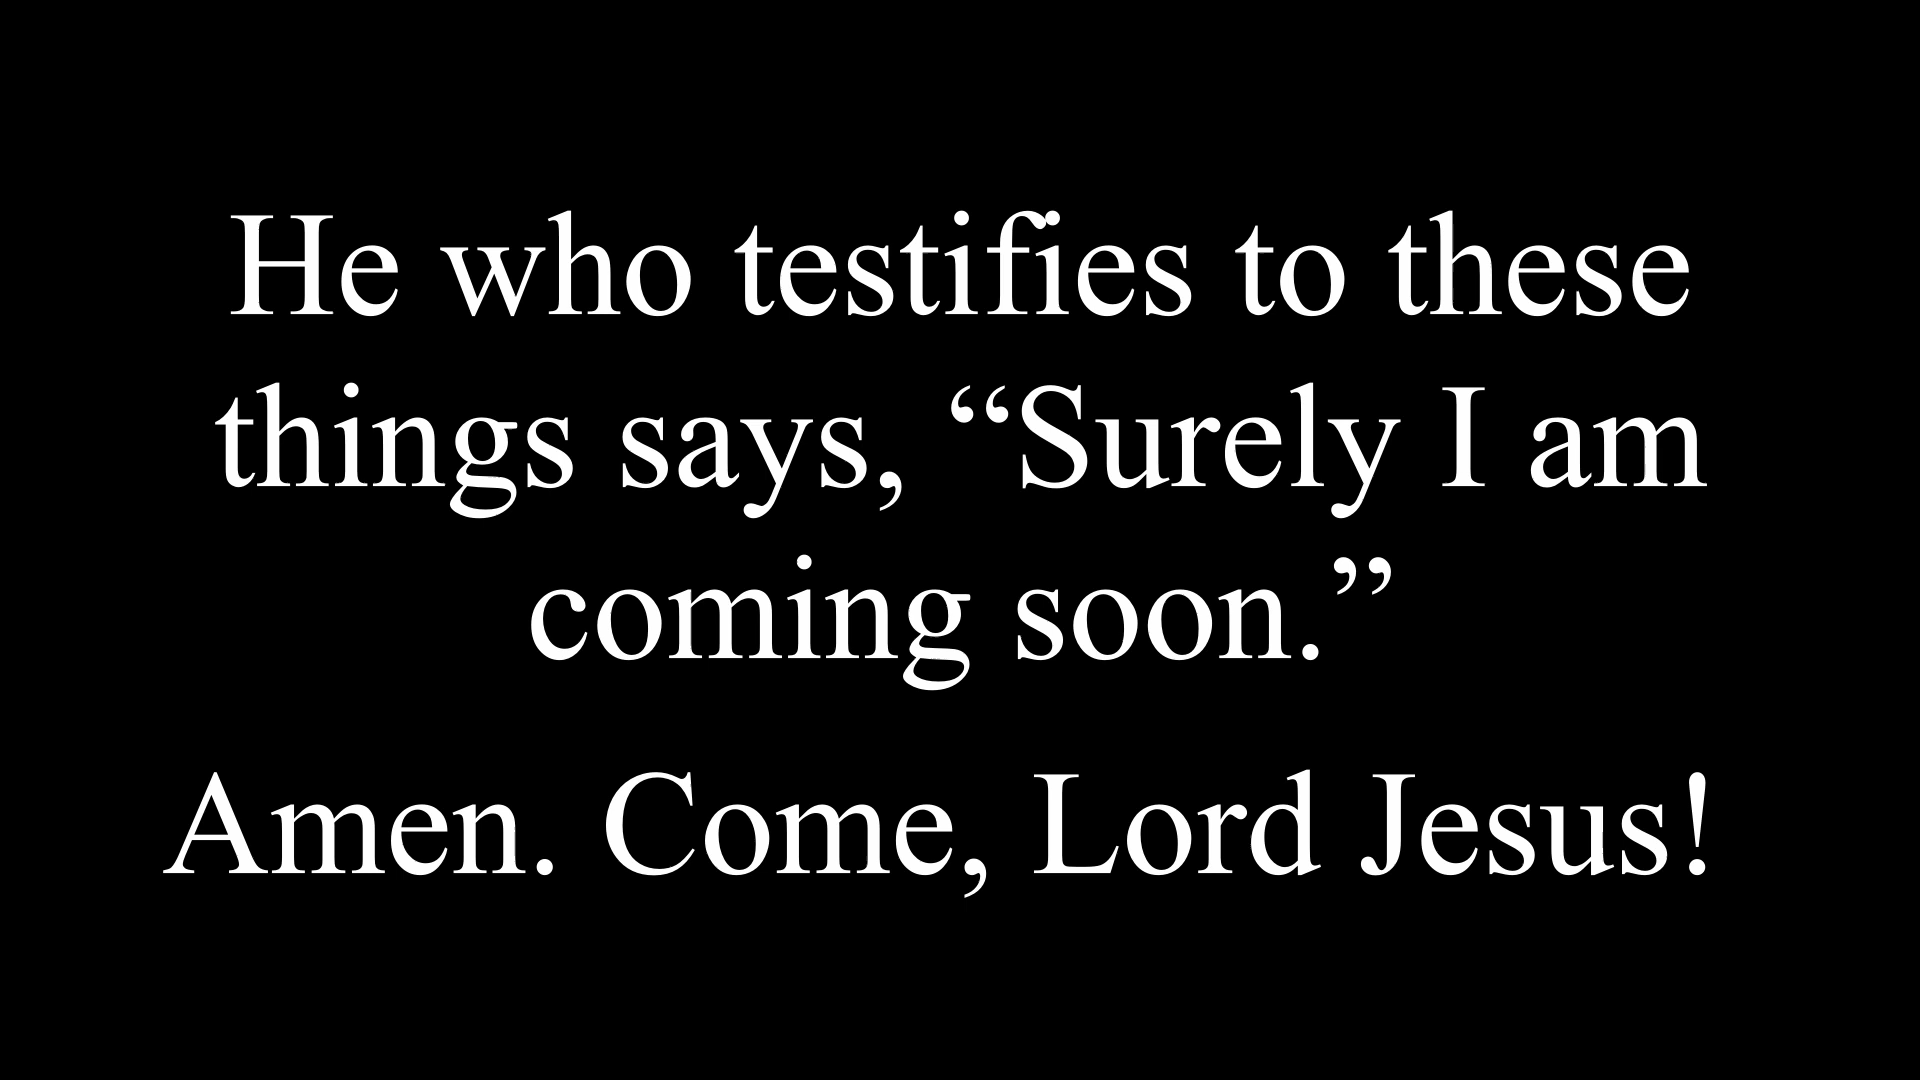 He who testifies to these
things says, “Surely I am
coming soon.”
Amen. Come, Lord Jesus!